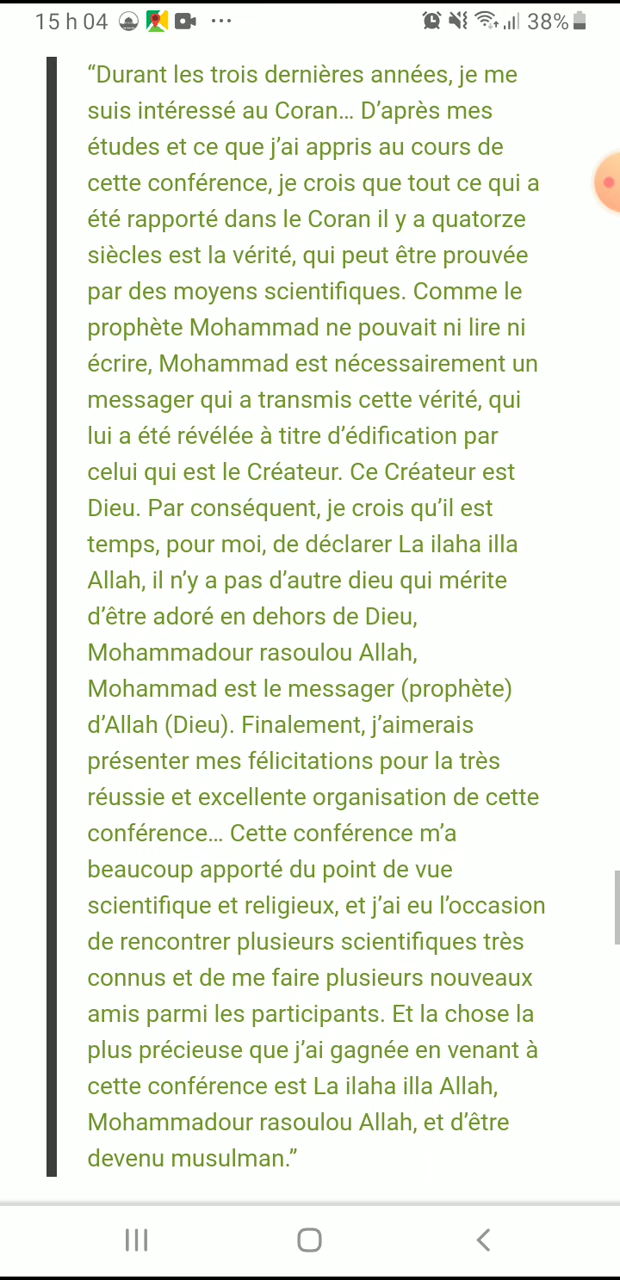 15 h 04 ... 38%
“Durant les trois dernières années, je me
suis intéressé au Coran... D’après mes
études et ce que j’ai appris au cours de
cette conférence, je crois que tout ce qui a
été rapporté dans le Coran il y a quatorze
siècles est la vérité, qui peut être prouvée
par des moyens scientifiques. Comme le
prophète Mohammad ne pouvait ni lire ni
écrire, Mohammad est nécessairement un
messager qui a transmis cette vérité, qui
lui a été révélée à titre d’édification par
celui qui est le Créateur. Ce Créateur est
Dieu. Par conséquent, je crois qu’il est
temps, pour moi, de déclarer La ilaha illa
Allah, il n’y a pas d’autre dieu qui mérite
d’être adoré en dehors de Dieu,
Mohammadour rasoulou Allah,
Mohammad est le messager (prophète)
d’Allah (Dieu). Finalement, j’aimerais
présenter mes félicitations pour la très
réussie et excellente organisation de cette
conférence... Cette conférence m’a
beaucoup apporté du point de vue
scientifique et religieux, et j’ai eu l’occasion
de rencontrer plusieurs scientifiques très
connus et de me faire plusieurs nouveaux
amis parmi les participants. Et la chose la
plus précieuse que j’ai gagnée en venant à
cette conférence est La ilaha illa Allah,
Mohammadour rasoulou Allah, et d’être
devenu musulman.”